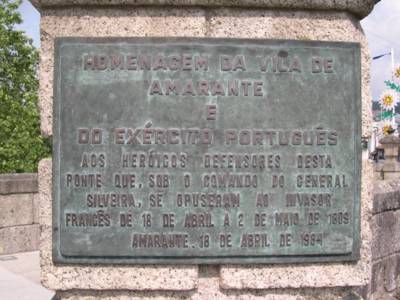 HOMENAGEM DA VILA DE
AMARANTE
E
DO EXÉRCITO PORTUGUÊS
AOS HERÓICOS DEFENSORES DESTA
PONTE QUE, SOB O COMANDO DO GENERAL
SILVEIRA, SE OPUSERAM AO INVASOR
FRANCÊS DE 18 DE ABRIL A 2 DE MAIO DE 1809
AMARANTE. 18 DE ABRIL DE 1984